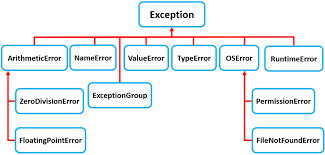 Exception
ArithmeticError
NameError
ValueError
TypeError
OSError
RuntimeError
ExceptionGroup
ZeroDivisionError
PermissionError
FloatingPointError
FileNotFoundError